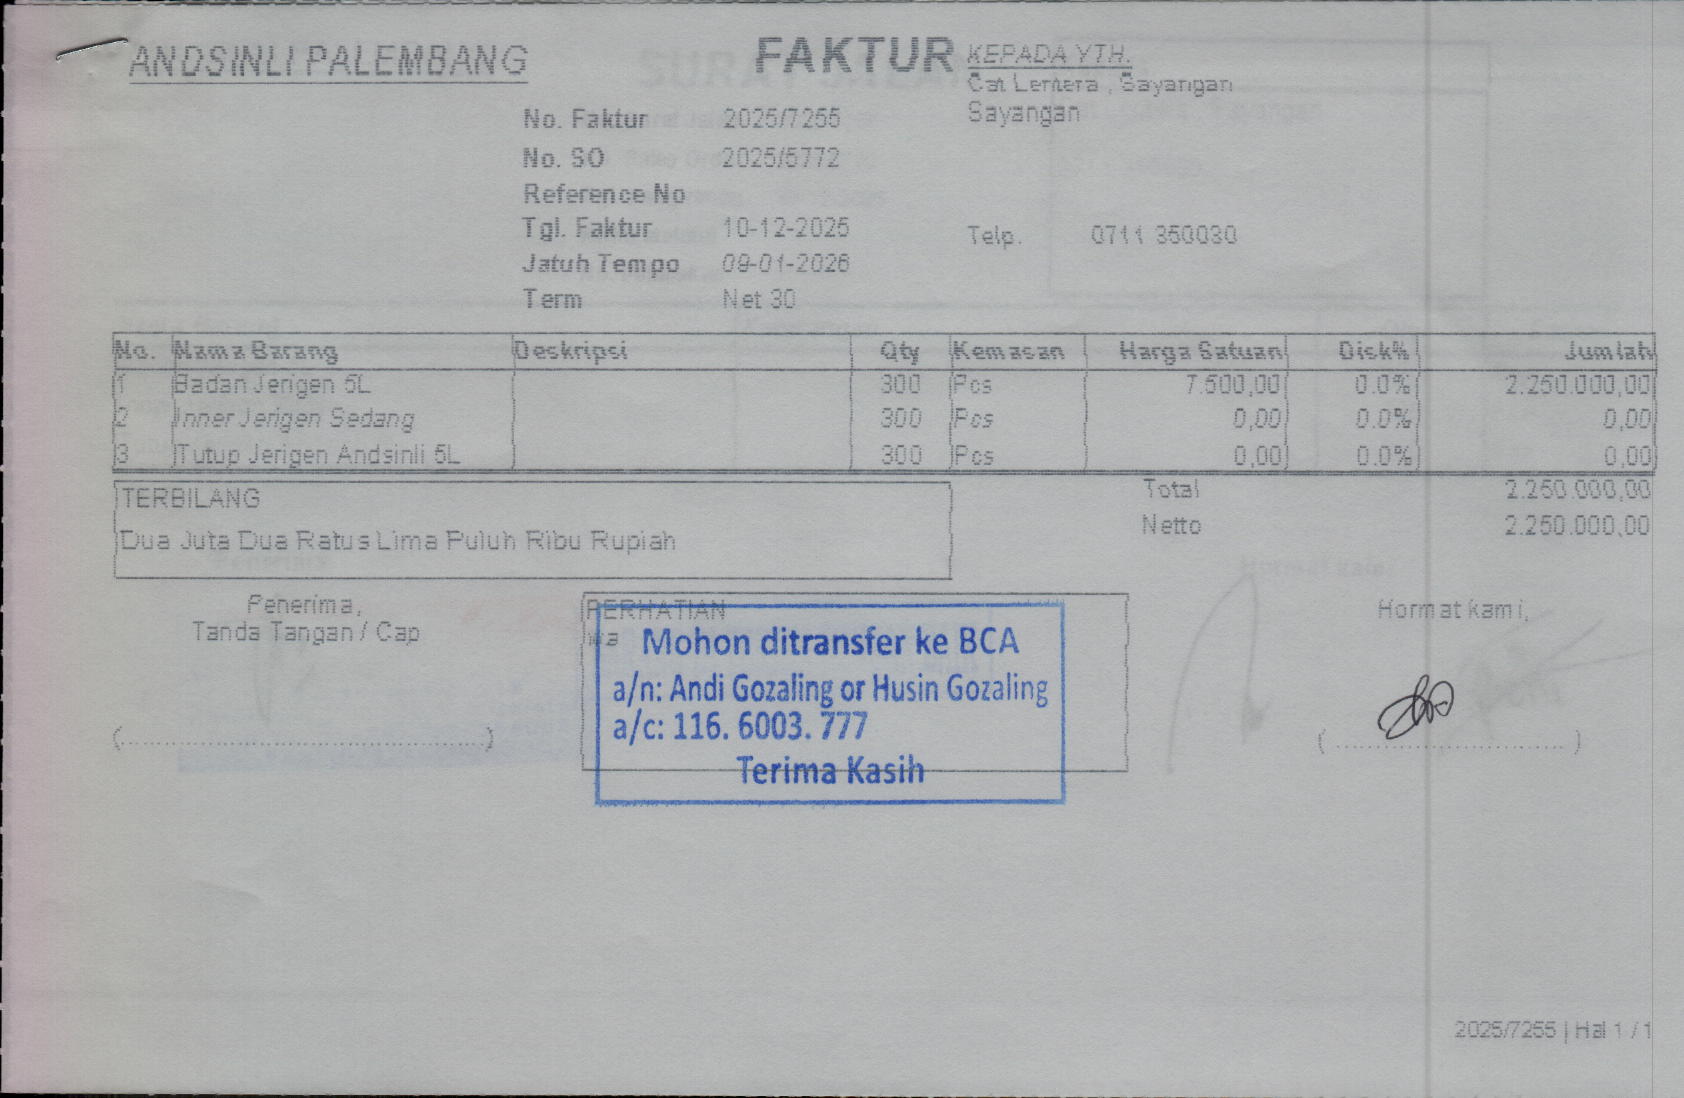 ANDSINLI PALEMBANG
FAKTUR
KEPADA YTH.
Cat Lentera , Sayangan
Sayangan
Telp. 0711 350030
No. Faktur 2025/7255
No. SO 2025/5772
Reference No
Tgl. Faktur 10-12-2025
Jatuh Tempo 09-01-2026
Term Net 30
No. Nama Barang Deskripsi Qty Kemasan Harga Satuan Disk% Jumlah
1 Badan Jerigen 5L 300 Pcs 7.500,00 0.0% 2.250.000,00
2 Inner Jerigen Sedang 300 Pcs 0,00 0.0% 0,00
3 Tutup Jerigen Andsinli 5L 300 Pcs 0,00 0.0% 0,00
TERBILANG
Dua Juta Dua Ratus Lima Puluh Ribu Rupiah
Total 2.250.000,00
Netto 2.250.000,00
Penerima,
Tanda Tangan / Cap
PERHATIAN
Mohon ditransfer ke BCA
a/n: Andi Gozaling or Husin Gozaling
a/c: 116. 6003. 777
Terima Kasih
Hormat kami,
2025/7255 | Hal 1 / 1